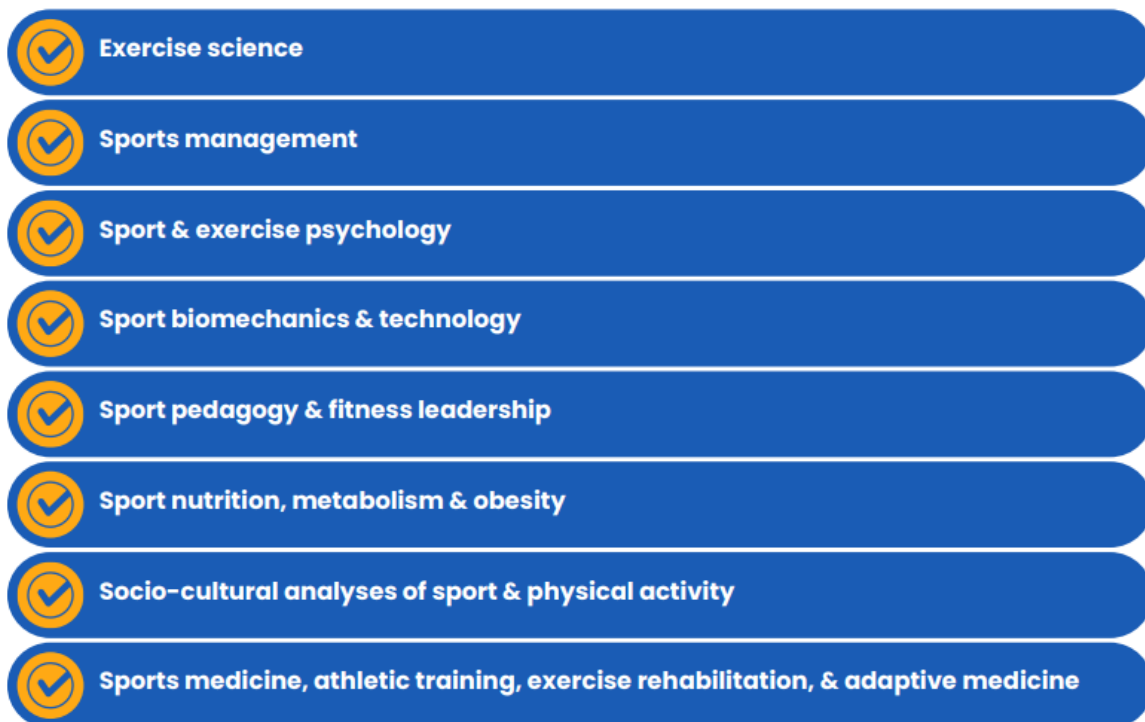 Exercise science
Sports management
Sport & exercise psychology
Sport biomechanics & technology
Sport pedagogy & fitness leadership
Sport nutrition, metabolism & obesity
Socio-cultural analyses of sport & physical activity
Sports medicine, athletic training, exercise rehabilitation, & adaptive medicine